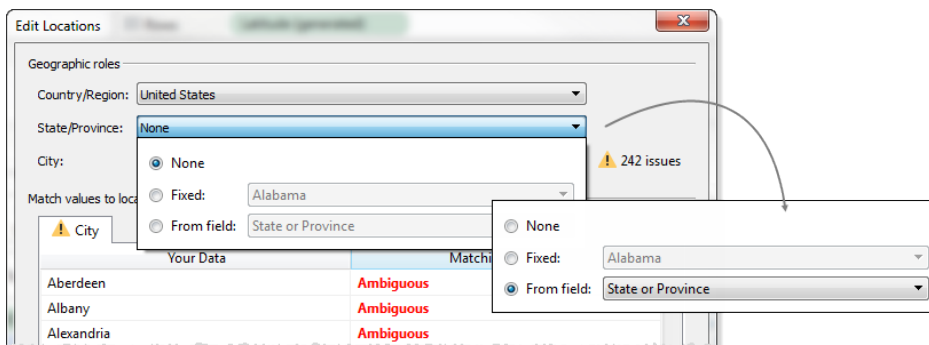 Edit Locations
Geographic roles
Country/Region: United States
State/Province: None
City:
None
242 issues
Fixed: Alabama
Match values to loca
From field: State or Province
City
None
Your Data
Matchi
Fixed: Alabama
Aberdeen Ambiguous
From field: State or Province
Albany Ambiguous
Alexandria Ambiguous